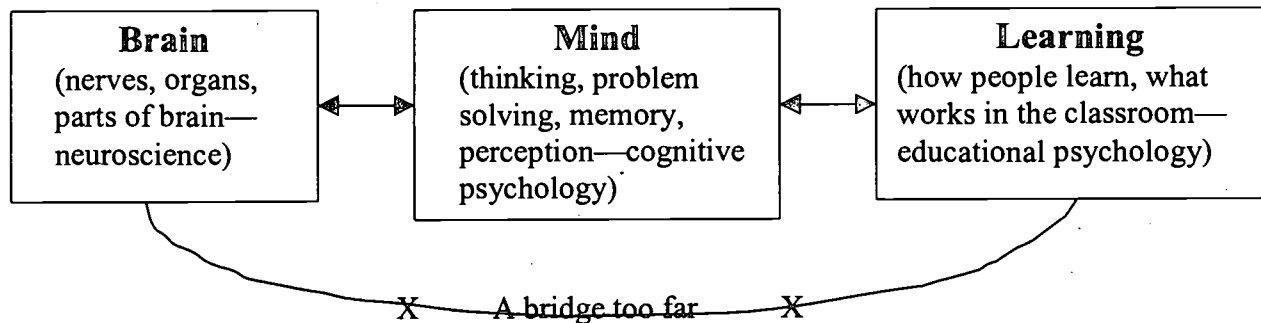 Brain
(nerves, organs,
parts of brain—
neuroscience)
Mind
(thinking, problem
solving, memory,
perception—cognitive
psychology)
Learning
(how people learn, what
works in the classroom—
educational psychology)
X A bridge too far X